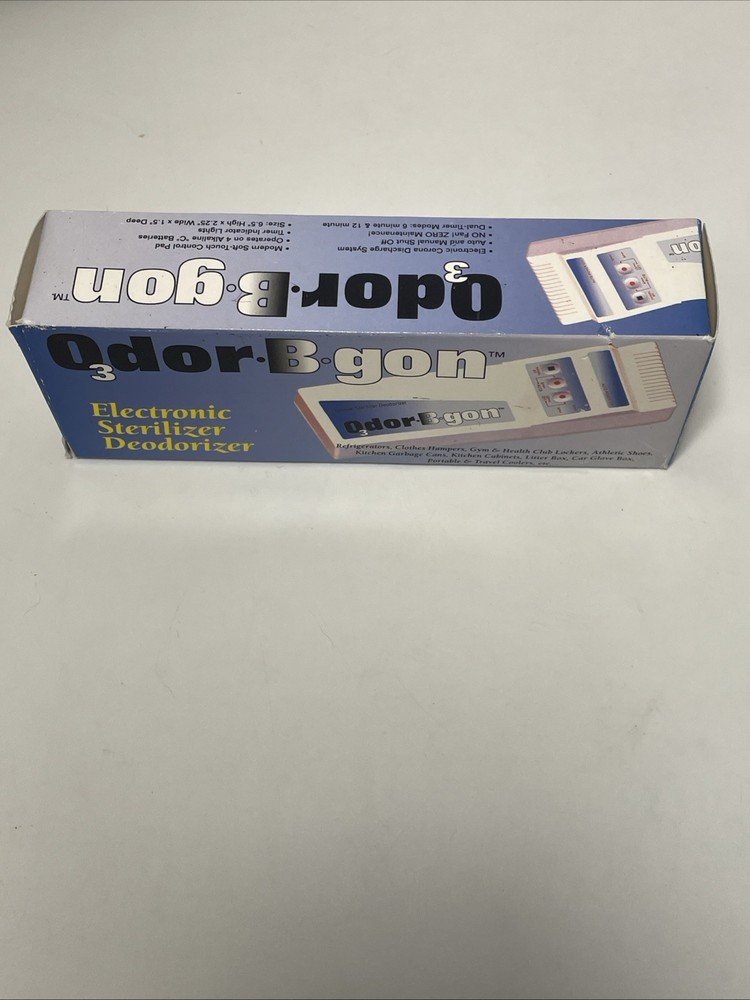 • Electronic Corona Discharge System
• Auto and Manual Shut Off
• NO Fan! ZERO Maintenance!
• Dual-Timer Modes: 6 minute & 12 minute
• Modern Soft-Touch Control Pad
• Operates on 4 Alkaline "C" Batteries
• Timer Indicator Lights
• Size: 6.5" High x 2.25" Wide x 1.5" Deep
O3dor·B·gon™
gon
O3dor·B·gon™
Electronic
Sterilizer
Deodorizer
O3dor·B·gon™
Refrigerators, Clothes Hampers, Gym & Health Club Lockers, Athletic Shoes,
Kitchen Garbage Cans, Kitchen Cabinets, Litter Box, Car Glove Box,
Portable & Travel Coolers, etc.